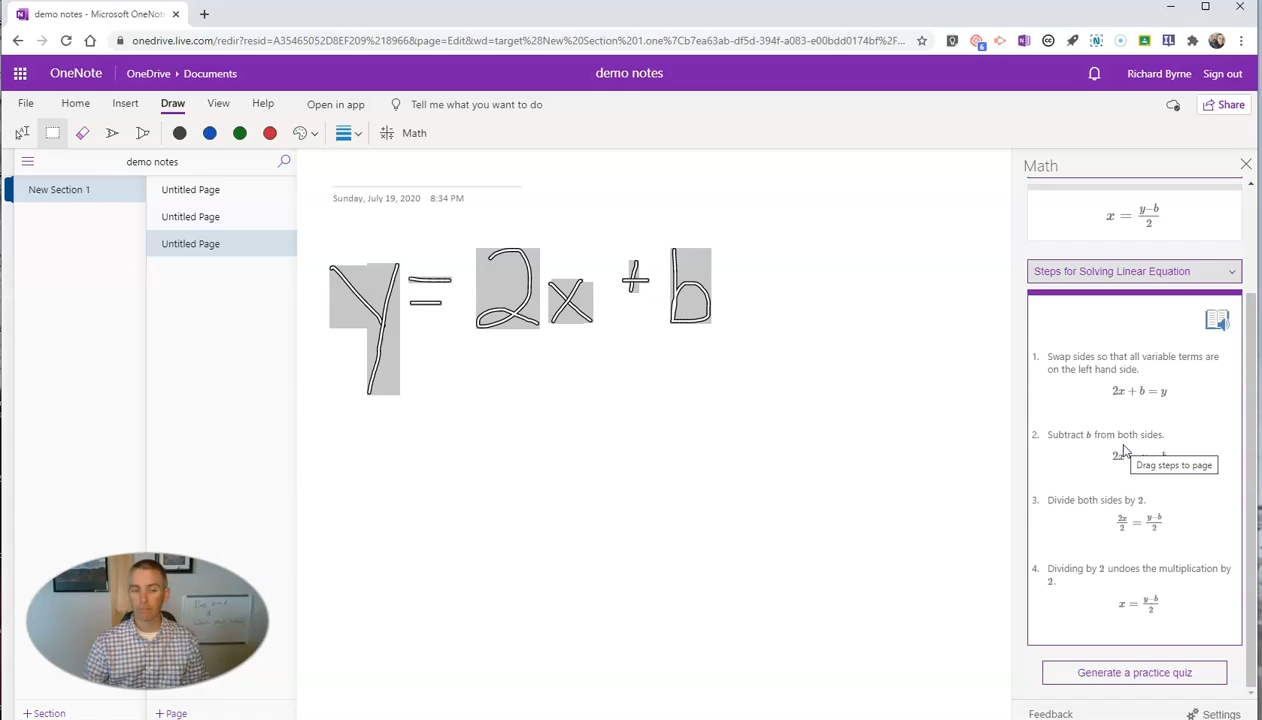 demo notes - Microsoft OneNote
onedrive.live.com/redir?resid=A35465052D8EF209%218966&page=Edit&wd=target%28New%20Section%201.one%7Cb7ea63ab-df5d-394f-a083-e00bdd0174bf%2F...
6
OneNote
OneDrive › Documents
demo notes
Richard Byrne
Sign out
File
Home
Insert
Draw
View
Help
Open in app
Tell me what you want to do
Share
Math
demo notes
New Section 1
Untitled Page
Untitled Page
Untitled Page
Sunday, July 19, 2020 8:34 PM
y = 2x + b
Math
x = y−b/2
Steps for Solving Linear Equation
1. Swap sides so that all variable terms are
on the left hand side.
2x + b = y
2. Subtract b from both sides.
Drag steps to page
3. Divide both sides by 2.
2x/2 = y−b/2
4. Dividing by 2 undoes the multiplication by
2.
x = y−b/2
Generate a practice quiz
+ Section
+ Page
Feedback
Settings